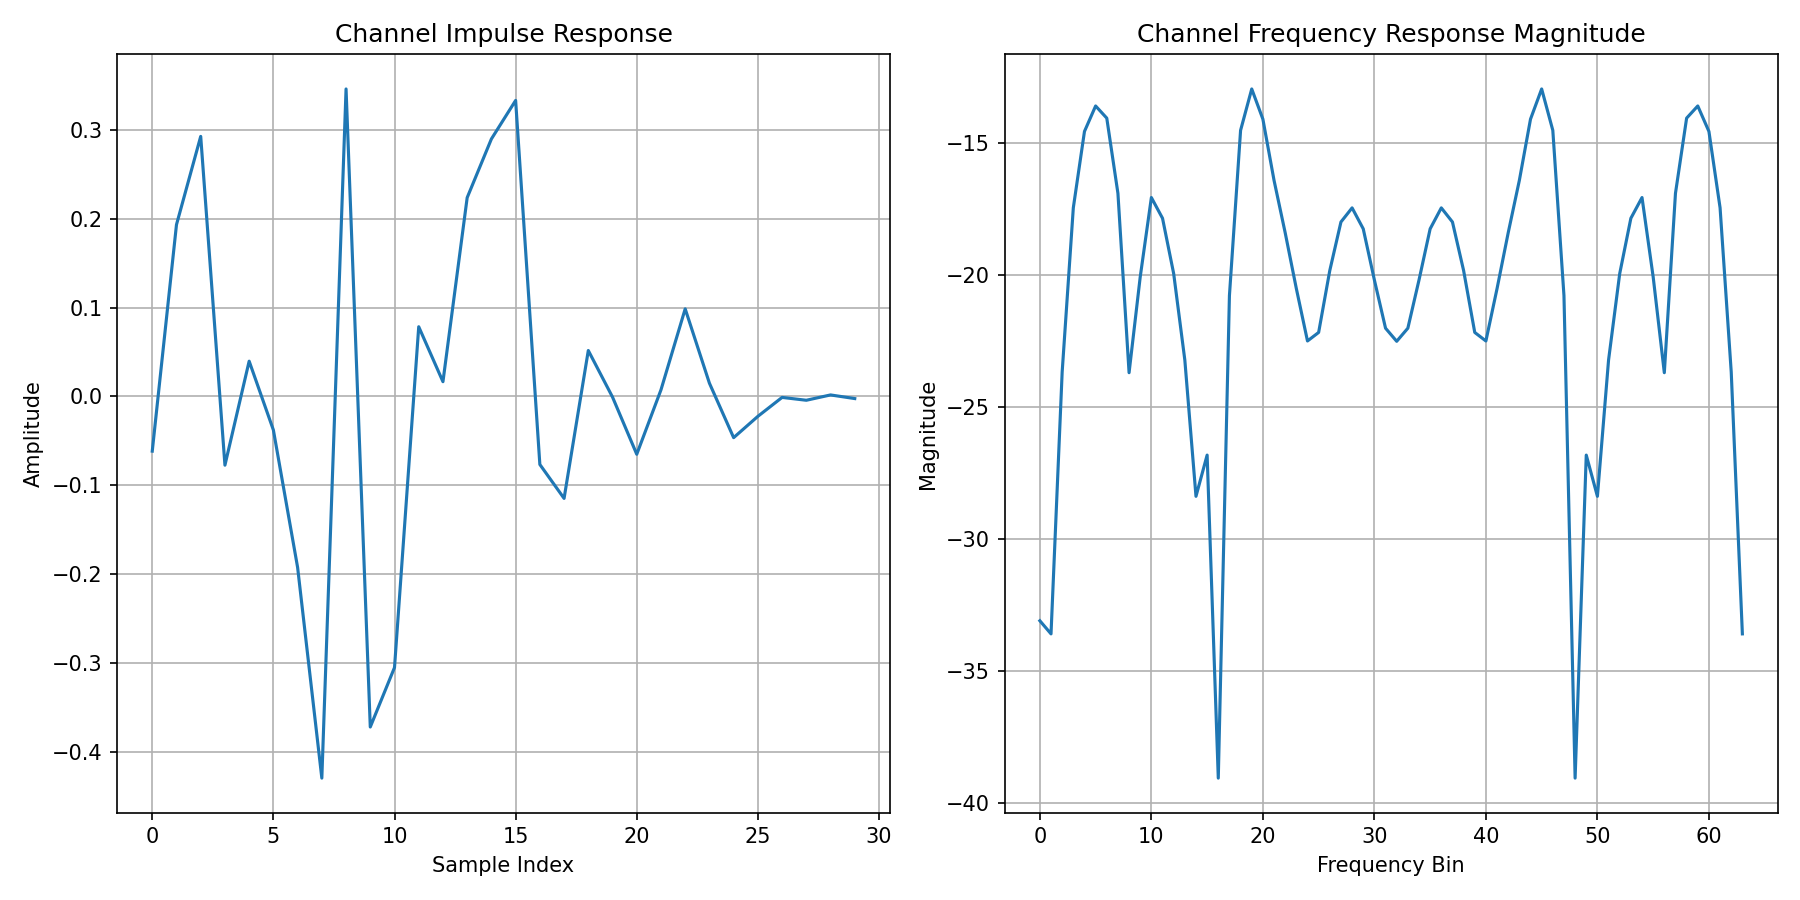 Channel Impulse Response
Amplitude
0.3
0.2
0.1
0.0
−0.1
−0.2
−0.3
−0.4
0 5 10 15 20 25 30
Sample Index
Channel Frequency Response Magnitude
Magnitude
−15
−20
−25
−30
−35
−40
0 10 20 30 40 50 60
Frequency Bin